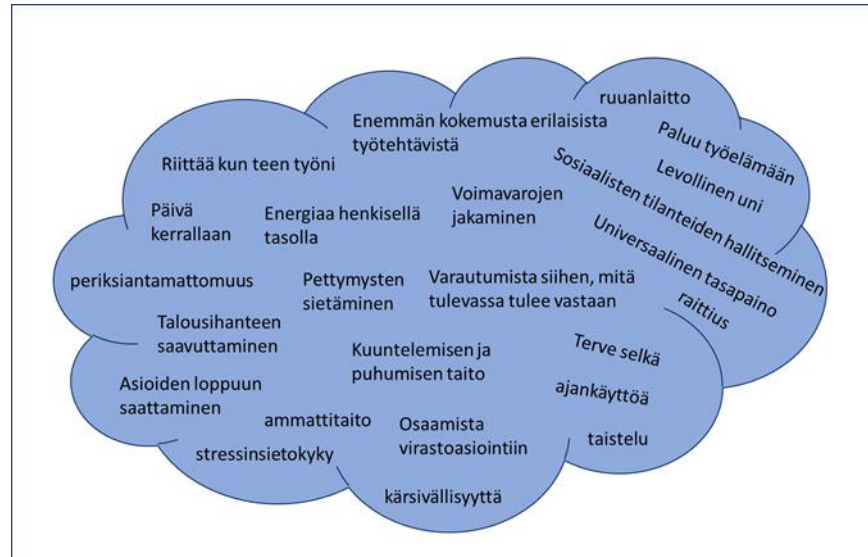 ruuanlaitto
Enemmän kokemusta erilaisista
työtehtävistä
Paluu työelämään
Riittää kun teen työni
Levollinen uni
Sosiaalisten tilanteiden hallitseminen
Voimavarojen
jakaminen
Päivä
kerrallaan
Energiaa henkisellä
tasolla
Universaalinen tasapaino
periksiantamattomuus
Pettymysten
sietäminen
Varautumista siihen, mitä
tulevassa tulee vastaan
raittius
Talousihanteen
saavuttaminen
Kuuntelemisen ja
puhumisen taito
Terve selkä
Asioiden loppuun
saattaminen
ajankäyttöä
ammattitaito
Osaamista
virastoasiointiin
taistelu
stressinsietokyky
kärsivällisyyttä